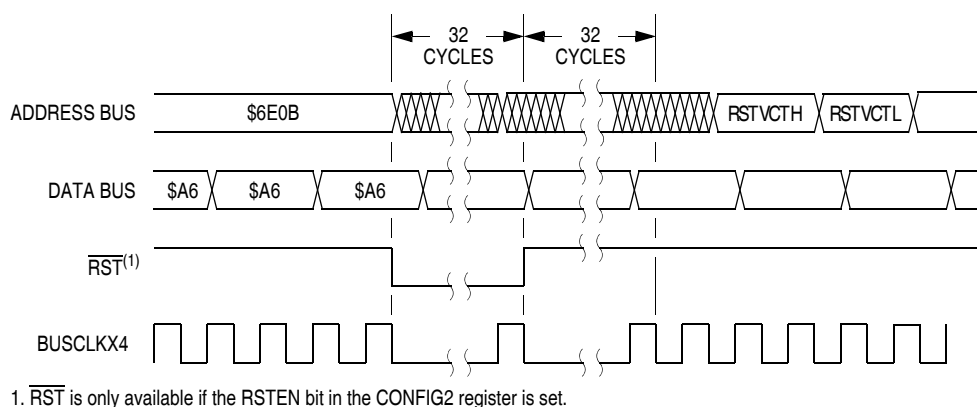 32 CYCLES
32 CYCLES
ADDRESS BUS
$6E0B
RSTVCTH
RSTVCTL
DATA BUS
$A6
$A6
$A6
RST(1)
BUSCLKX4
1. RST is only available if the RSTEN bit in the CONFIG2 register is set.